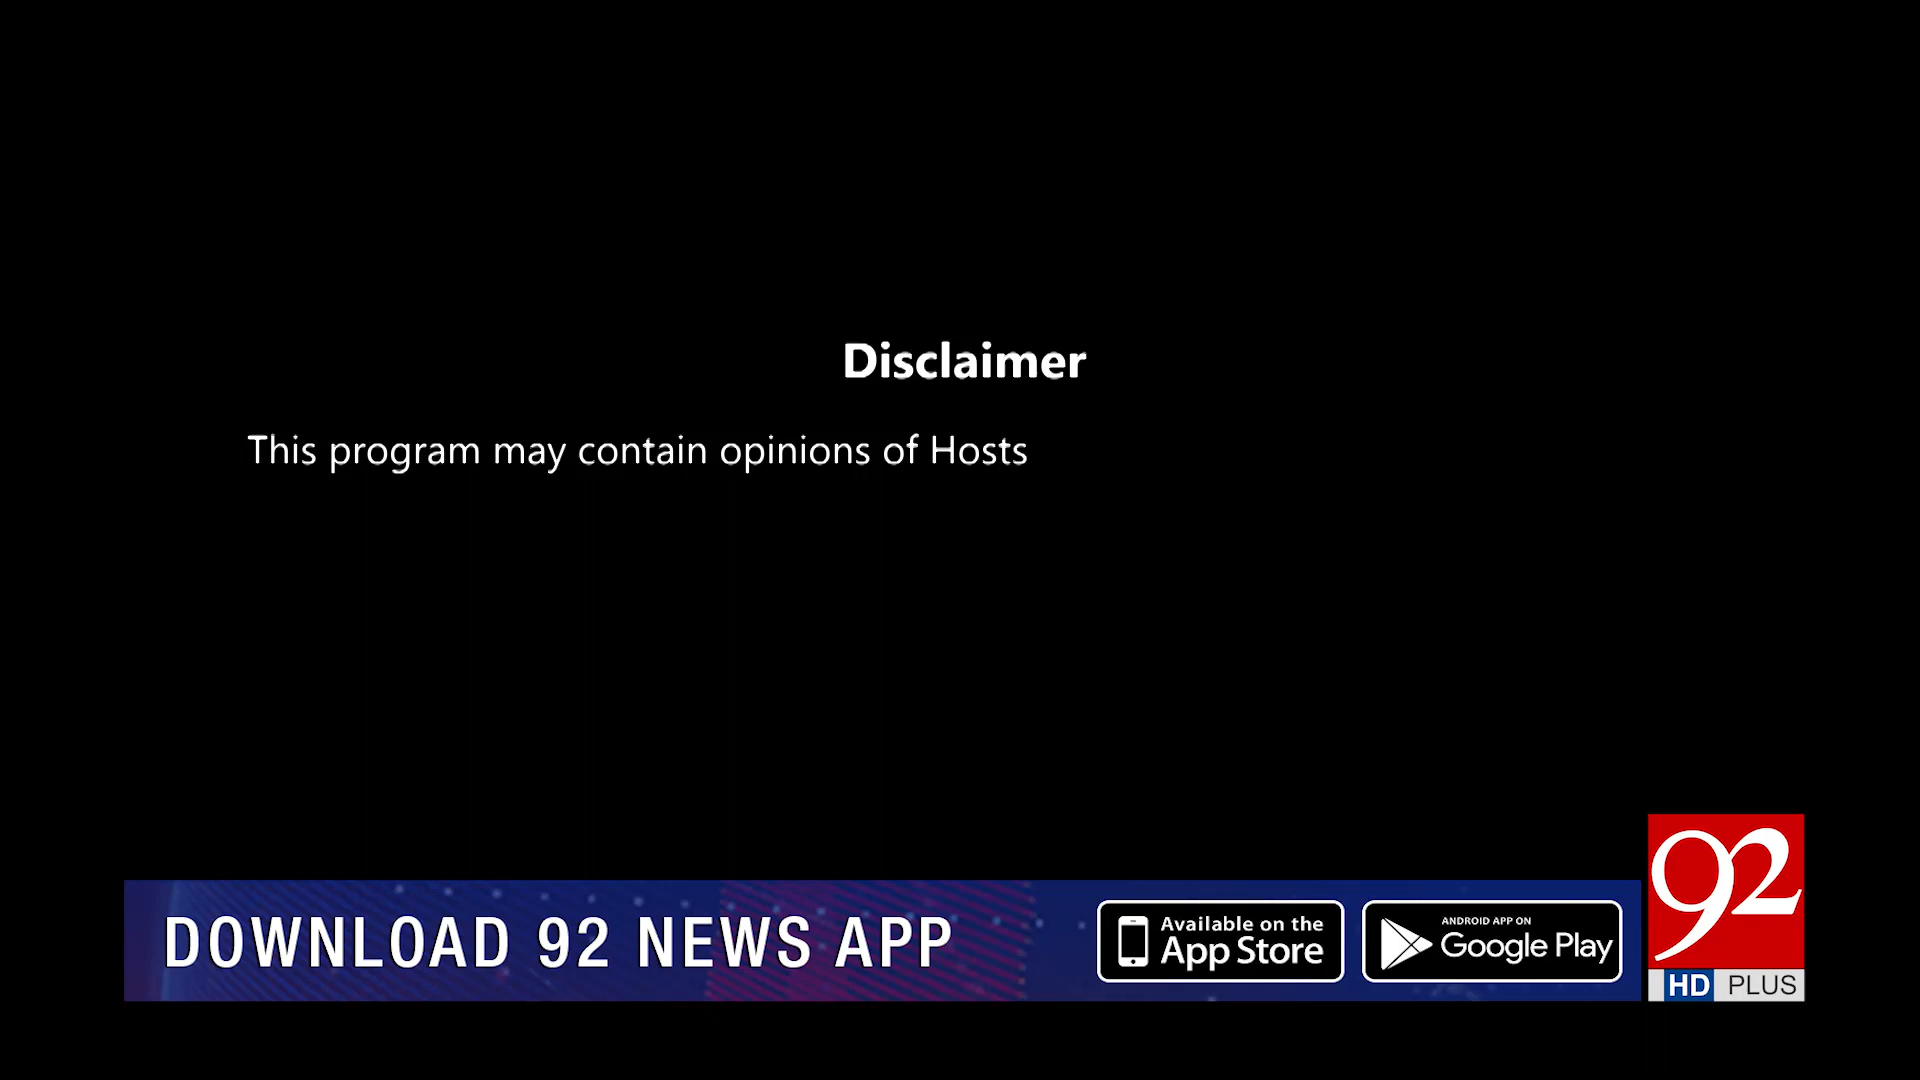 Disclaimer
This program may contain opinions of Hosts
DOWNLOAD 92 NEWS APP
Available on the
App Store
ANDROID APP ON
Google Play
92
HD PLUS